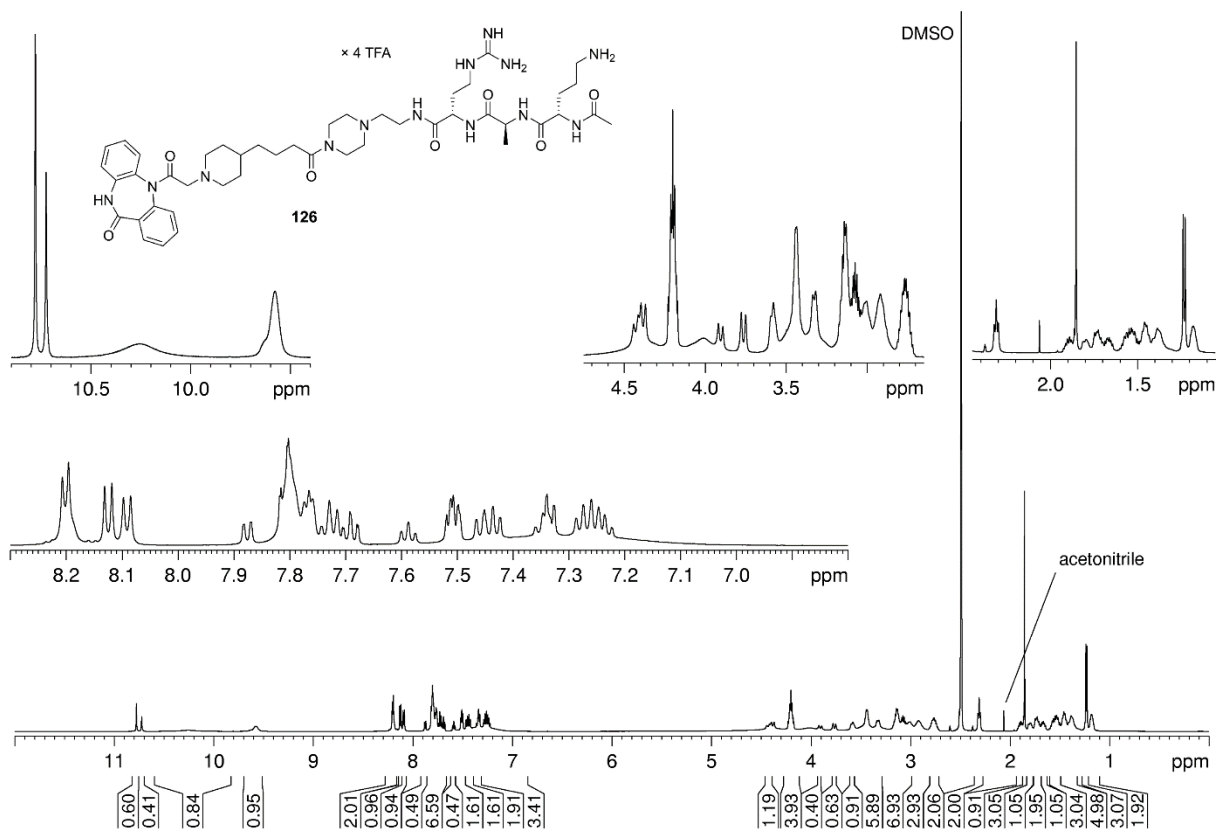 DMSO
× 4 TFA
NH
HN NH2
NH2
O H N O H N O
N N H N H N H
O O O
N
N
O
O
N
N
HN
O
126
10.5 10.0 ppm
4.5 4.0 3.5 ppm
2.0 1.5 ppm
8.2 8.1 8.0 7.9 7.8 7.7 7.6 7.5 7.4 7.3 7.2 7.1 7.0 ppm
acetonitrile
11 10 9 8 7 6 5 4 3 2 1 ppm
0.60 0.41 0.84 0.95 2.01 0.96 0.94 0.49 6.59 0.47 1.61 1.61 1.91 3.41 1.19 3.93 0.40 0.63 0.91 5.89 6.93 2.93 2.06 2.00 0.91 3.05 1.05 1.95 1.05 3.04 4.98 3.07 1.92